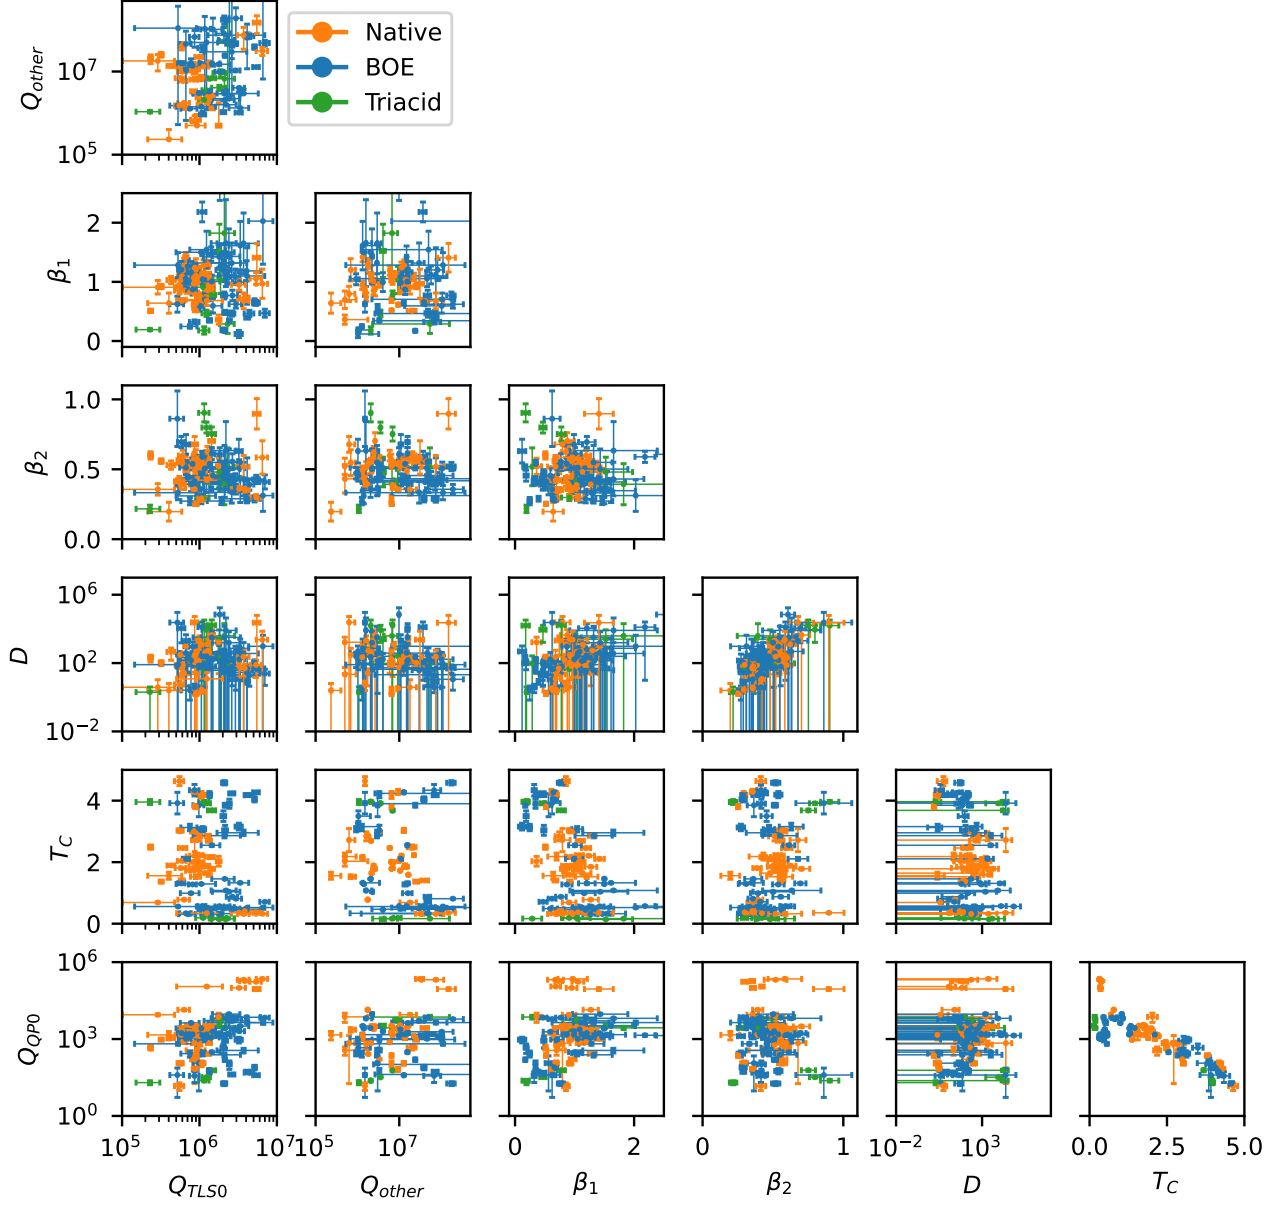 Q_other
10^7
10^5
Native
BOE
Triacid
β_1
2
1
0
β_2
1.0
0.5
0.0
D
10^6
10^2
10^−2
T_C
4
2
0
Q_QP0
10^6
10^3
10^0
10^5 10^6 10^7 10^5 10^7 0 2 0 1 10^−2 10^3 0.0 2.5 5.0
Q_TLS0 Q_other β_1 β_2 D T_C